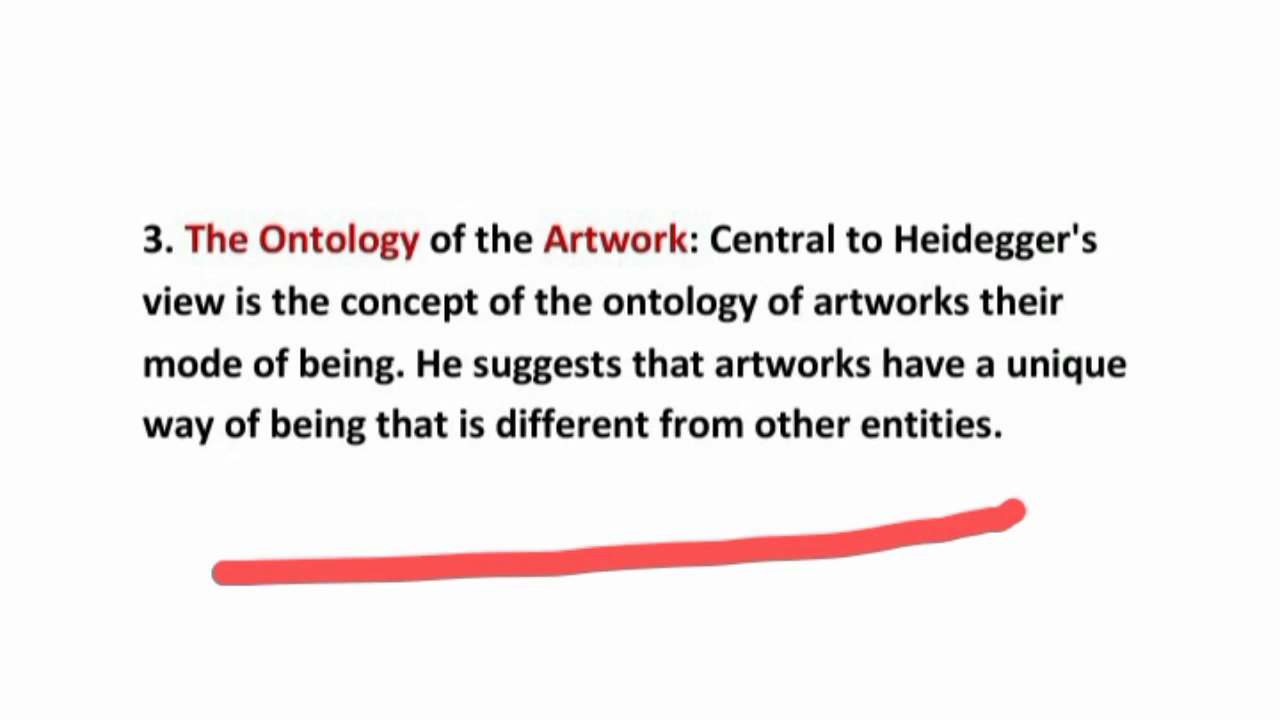 3. The Ontology of the Artwork: Central to Heidegger's
view is the concept of the ontology of artworks their
mode of being. He suggests that artworks have a unique
way of being that is different from other entities.